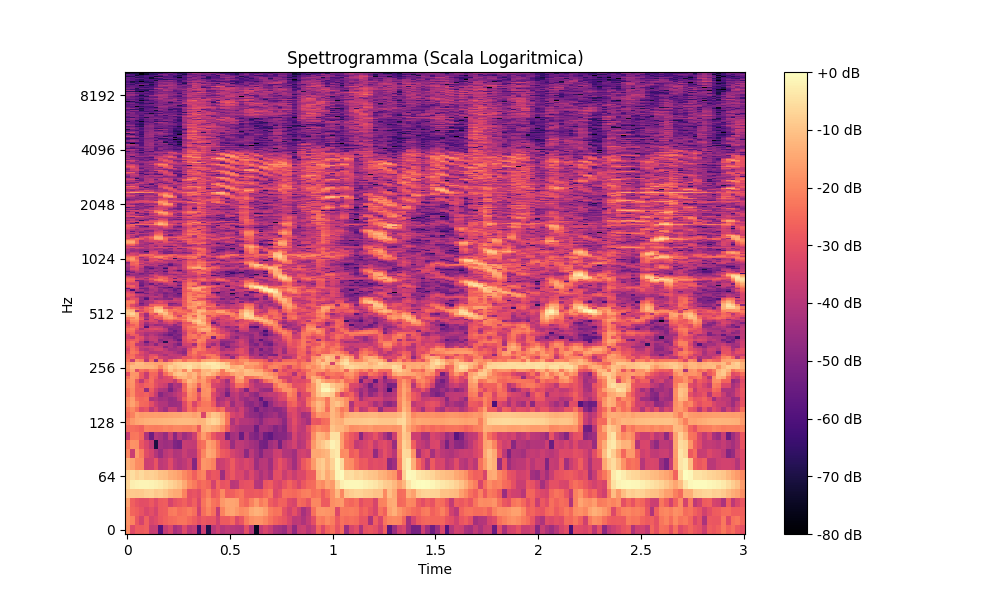 Spettrogramma (Scala Logaritmica)
Hz
8192
4096
2048
1024
512
256
128
64
0
0
0.5
1
1.5
2
2.5
3
Time
+0 dB
-10 dB
-20 dB
-30 dB
-40 dB
-50 dB
-60 dB
-70 dB
-80 dB